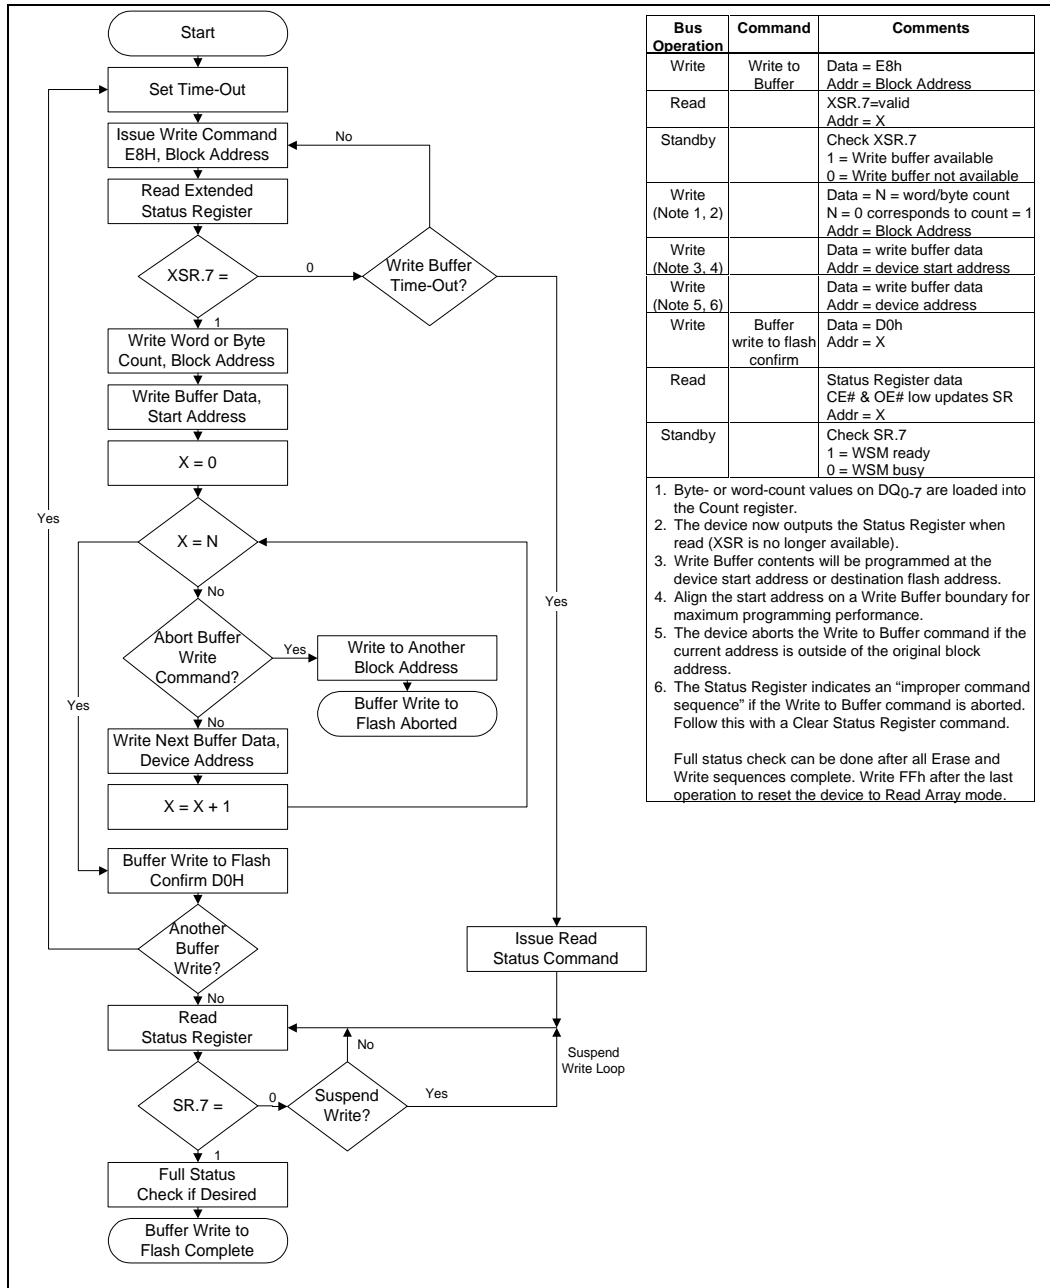 Start
Set Time-Out
Issue Write Command
E8H, Block Address
No
Read Extended
Status Register
XSR.7 =
0
Write Buffer
Time-Out?
1
Write Word or Byte
Count, Block Address
Write Buffer Data,
Start Address
X = 0
Yes
X = N
No
Yes
Abort Buffer
Write
Command?
Yes
Write to Another
Block Address
Buffer Write to
Flash Aborted
Yes
No
Write Next Buffer Data,
Device Address
X = X + 1
Buffer Write to Flash
Confirm D0H
Another
Buffer
Write?
Issue Read
Status Command
No
Read
Status Register
No
Suspend
Write Loop
SR.7 =
0
Suspend
Write?
Yes
1
Full Status
Check if Desired
Buffer Write to
Flash Complete
Bus
Operation
Command
Comments
Write
Write to
Buffer
Data = E8h
Addr = Block Address
Read
XSR.7=valid
Addr = X
Standby
Check XSR.7
1 = Write buffer available
0 = Write buffer not available
Write
(Note 1, 2)
Data = N = word/byte count
N = 0 corresponds to count = 1
Addr = Block Address
Write
(Note 3, 4)
Data = write buffer data
Addr = device start address
Write
(Note 5, 6)
Data = write buffer data
Addr = device address
Write
Buffer
write to flash
confirm
Data = D0h
Addr = X
Read
Status Register data
CE# & OE# low updates SR
Addr = X
Standby
Check SR.7
1 = WSM ready
0 = WSM busy
1. Byte- or word-count values on DQ0-7 are loaded into
the Count register.
2. The device now outputs the Status Register when
read (XSR is no longer available).
3. Write Buffer contents will be programmed at the
device start address or destination flash address.
4. Align the start address on a Write Buffer boundary for
maximum programming performance.
5. The device aborts the Write to Buffer command if the
current address is outside of the original block
address.
6. The Status Register indicates an “improper command
sequence” if the Write to Buffer command is aborted.
Follow this with a Clear Status Register command.
Full status check can be done after all Erase and
Write sequences complete. Write FFh after the last
operation to reset the device to Read Array mode.